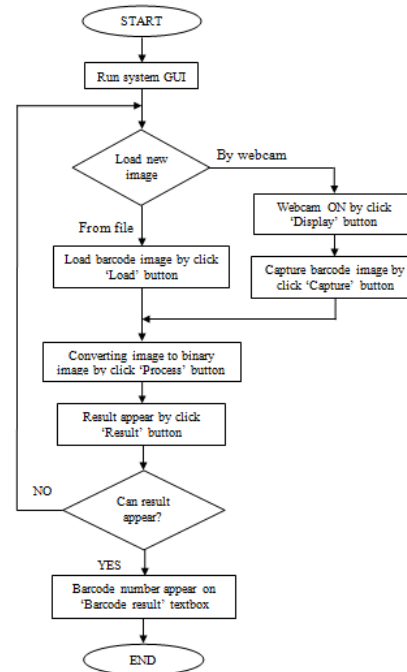 START
Run system GUI
Load new
image
By webcam
From file
Webcam ON by click
‘Display’ button
Load barcode image by click
‘Load’ button
Capture barcode image by
click ‘Capture’ button
Converting image to binary
image by click ‘Process’ button
Result appear by click
‘Result’ button
Can result
appear?
NO
YES
Barcode number appear on
‘Barcode result’ textbox
END